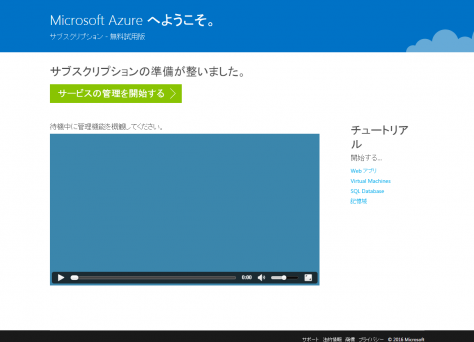 Microsoft Azure へようこそ。
サブスクリプション - 無料試用版
サブスクリプションの準備が整いました。
サービスの管理を開始する
待機中に管理機能を概観してください。
0:00
チュートリア
ル
開始する...
Web アプリ
Virtual Machines
SQL Database
記憶域
サポート 法的情報 商標 プライバシー © 2016 Microsoft